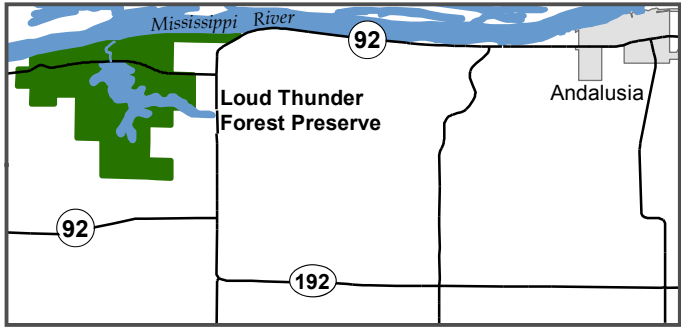 Mississippi River
92
Andalusia
Loud Thunder
Forest Preserve
92
192